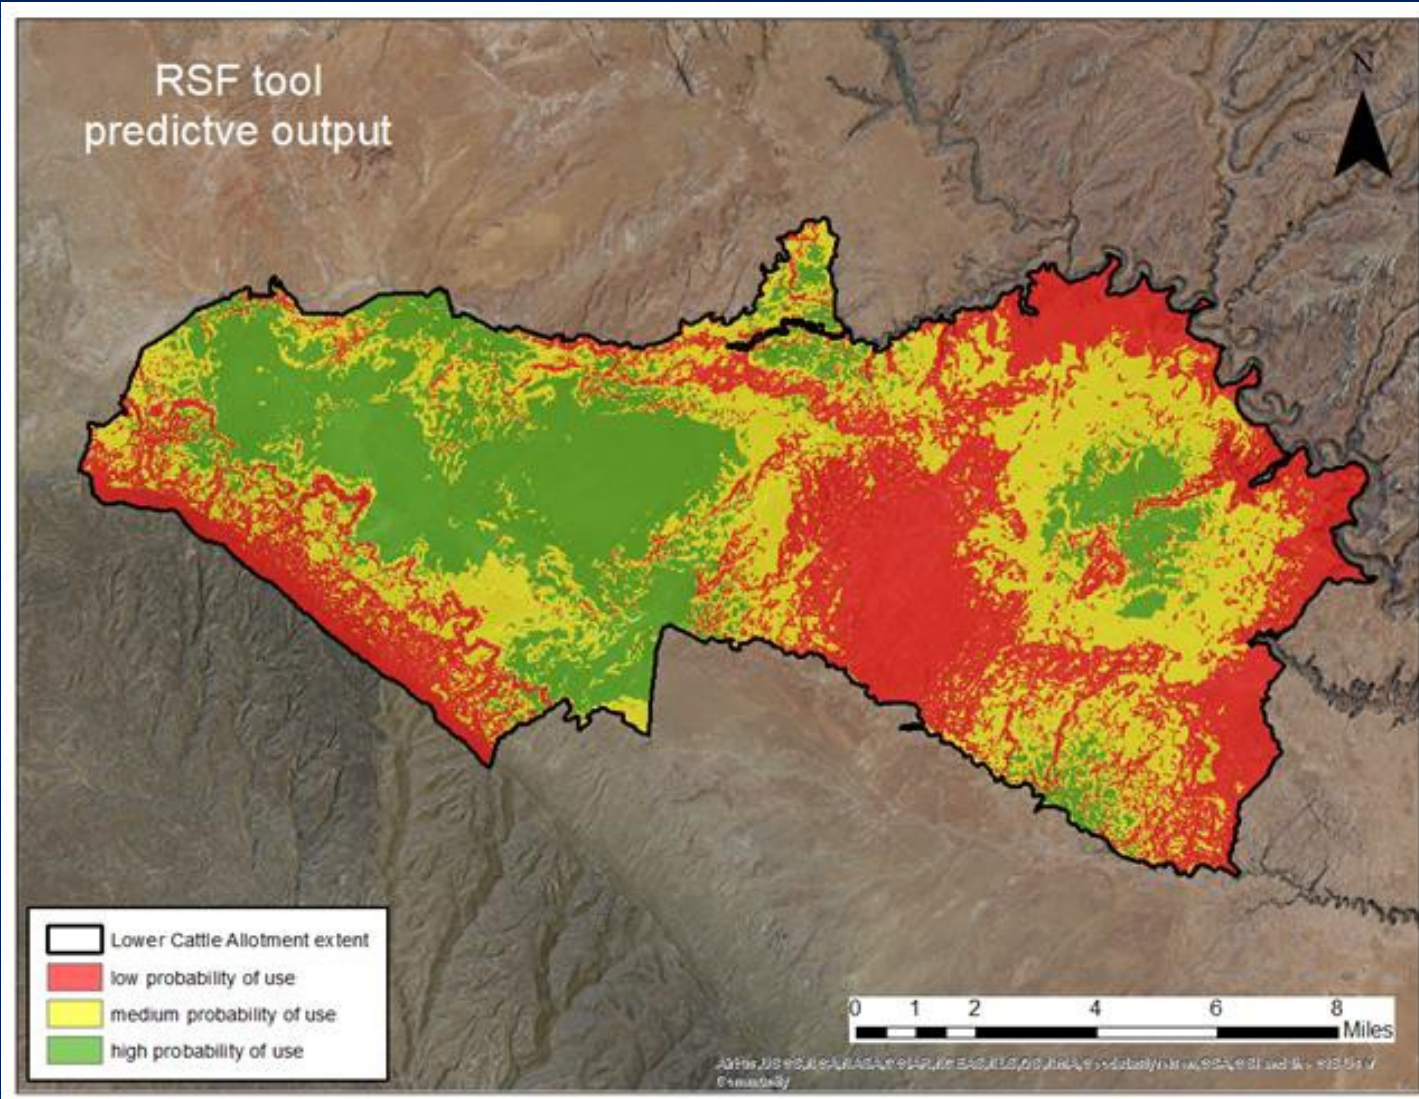 RSF tool
predictve output
N
Lower Cattle Allotment extent
low probability of use
medium probability of use
high probability of use
0 1 2 4 6 8
Miles
Community